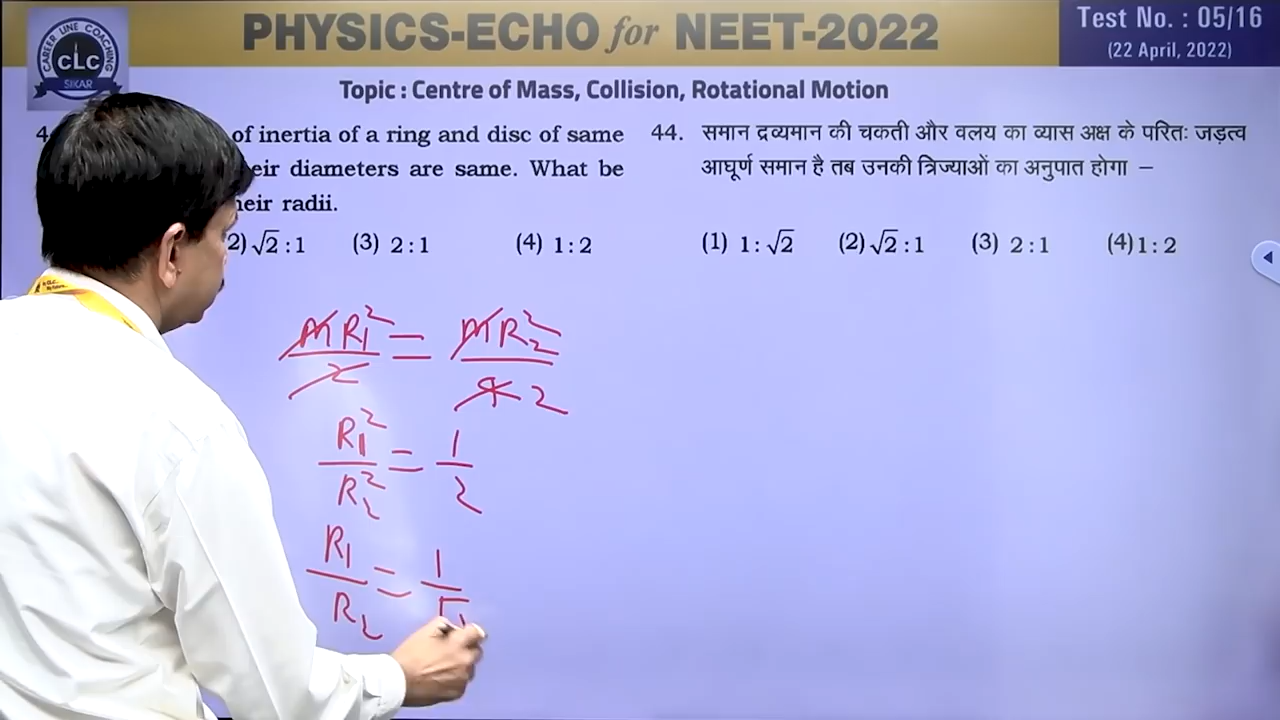 PHYSICS-ECHO for NEET-2022
Test No. : 05/16
(22 April, 2022)
CAREER LINE COACHING
CLC
SIKAR
Topic : Centre of Mass, Collision, Rotational Motion
4
of inertia of a ring and disc of same
eir diameters are same. What be
heir radii.
2) √2 : 1 (3) 2 : 1 (4) 1 : 2
44. समान द्रव्यमान की चकती और वलय का व्यास अक्ष के परितः जड़त्व
आघूर्ण समान है तब उनकी त्रिज्याओं का अनुपात होगा –
(1) 1 : √2 (2) √2 : 1 (3) 2 : 1 (4) 1 : 2
MR₁²/2 = MR₂²/4 2
R₁²/R₂² = 1/2
R₁/R₂ = 1/√